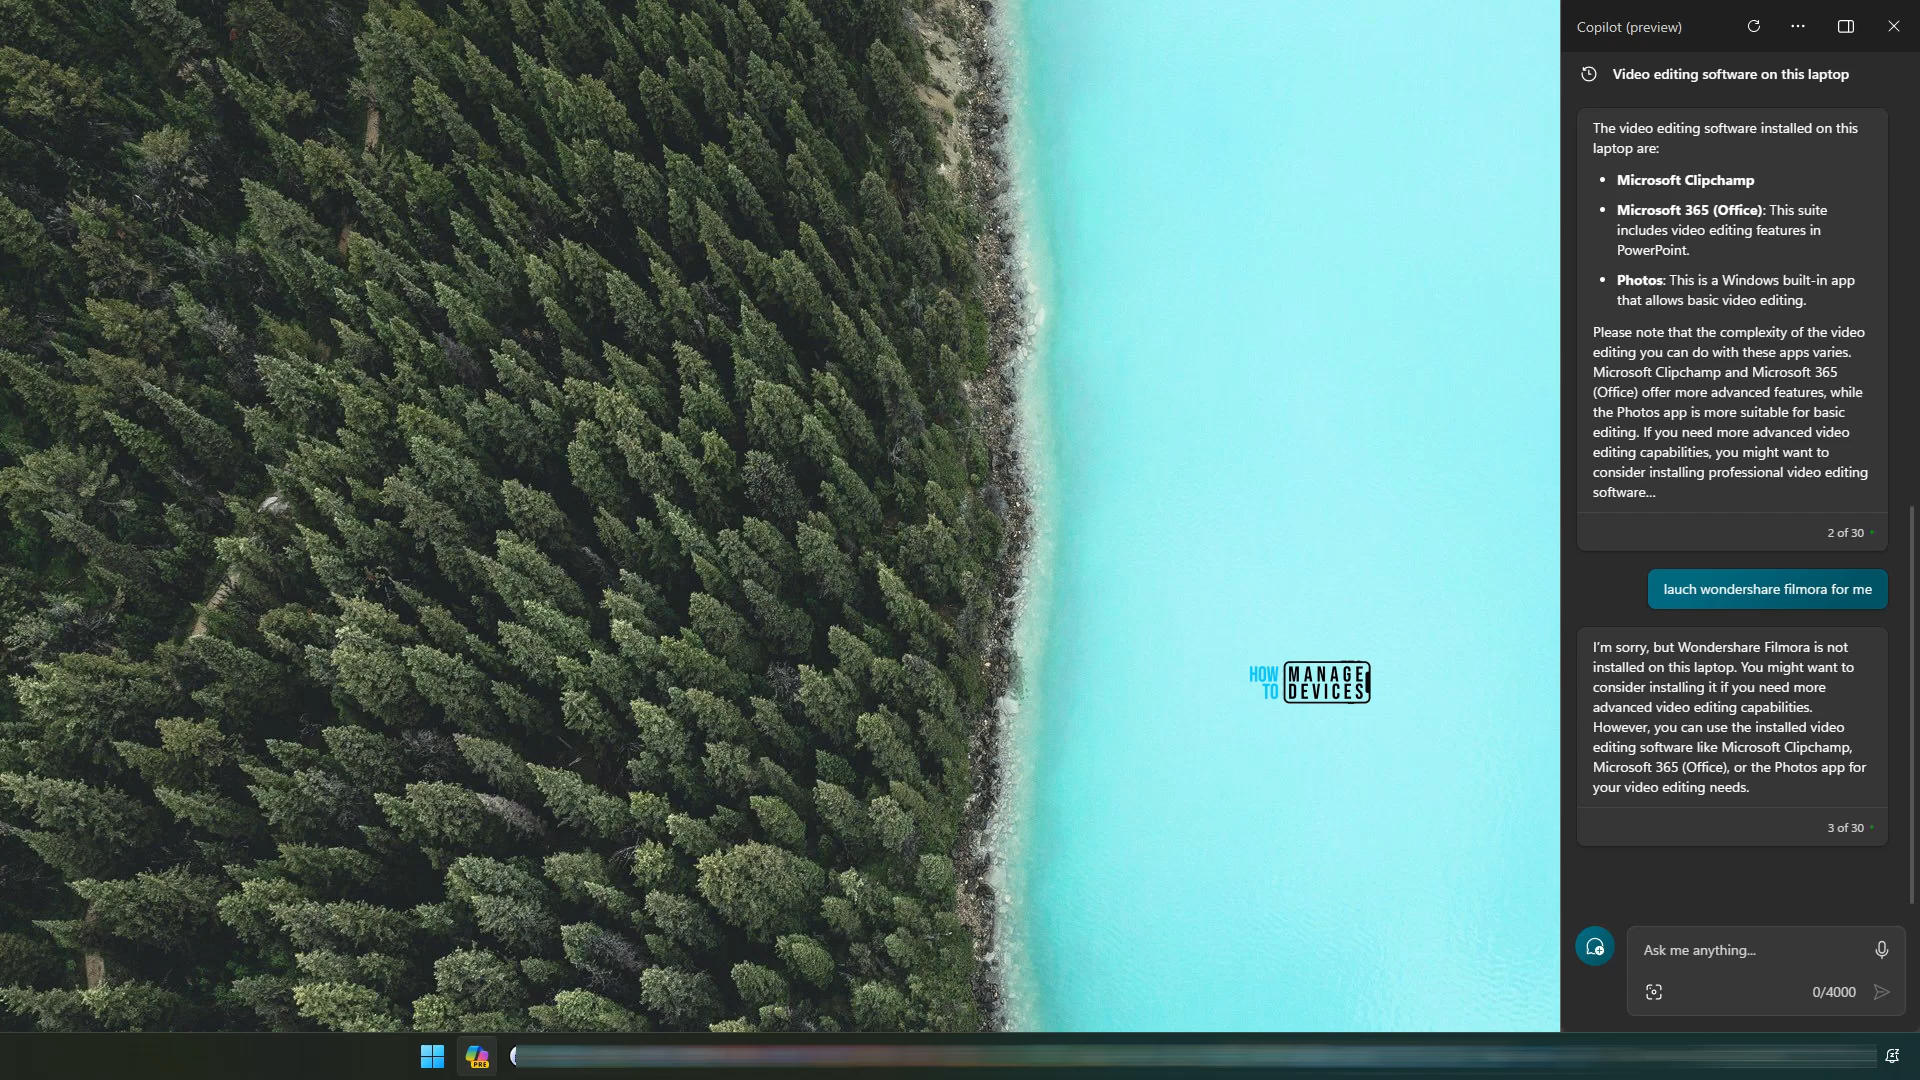 Copilot (preview)
Video editing software on this laptop
The video editing software installed on this
laptop are:
• Microsoft Clipchamp
• Microsoft 365 (Office): This suite
includes video editing features in
PowerPoint.
• Photos: This is a Windows built-in app
that allows basic video editing.
Please note that the complexity of the video
editing you can do with these apps varies.
Microsoft Clipchamp and Microsoft 365
(Office) offer more advanced features, while
the Photos app is more suitable for basic
editing. If you need more advanced video
editing capabilities, you might want to
consider installing professional video editing
software...
2 of 30
lauch wondershare filmora for me
I'm sorry, but Wondershare Filmora is not
installed on this laptop. You might want to
consider installing it if you need more
advanced video editing capabilities.
However, you can use the installed video
editing software like Microsoft Clipchamp,
Microsoft 365 (Office), or the Photos app for
your video editing needs.
3 of 30
Ask me anything...
0/4000
HOW
TO
MANAGE
DEVICES
PRE